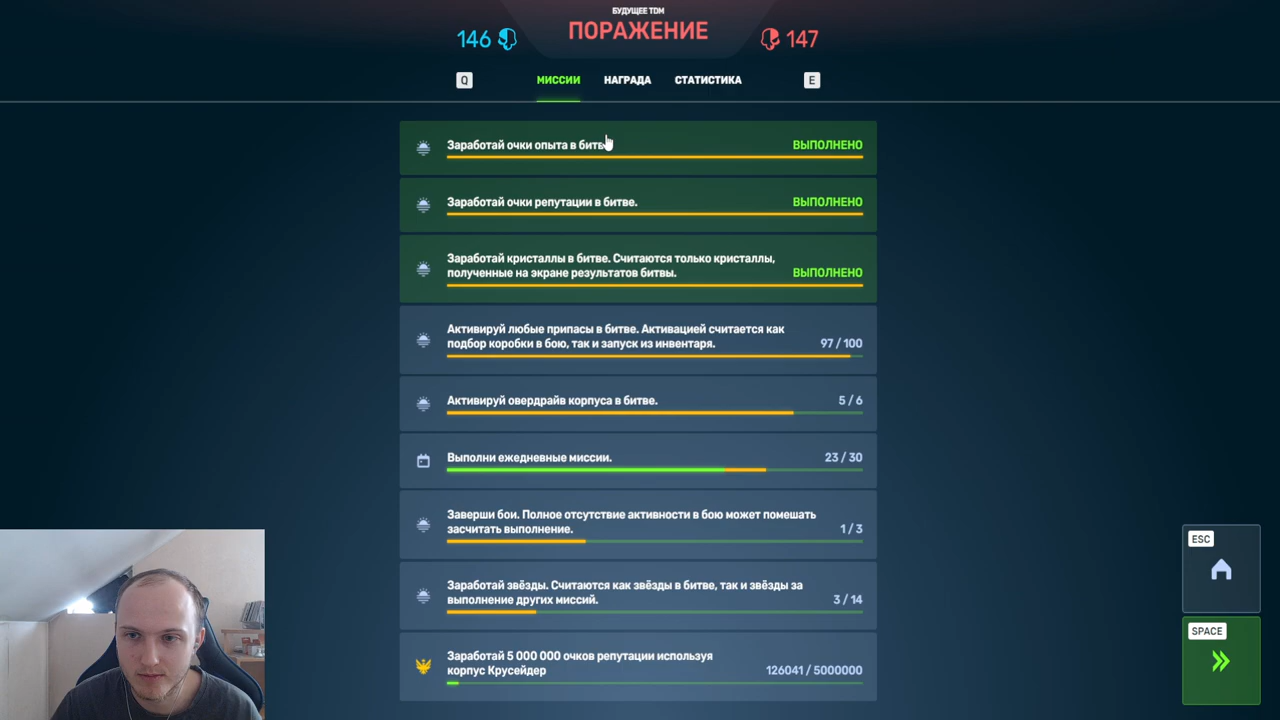 БУДУЩЕЕ TDM
146 ПОРАЖЕНИЕ 147
Q МИССИИ НАГРАДА СТАТИСТИКА E
Заработай очки опыта в битве ВЫПОЛНЕНО
Заработай очки репутации в битве. ВЫПОЛНЕНО
Заработай кристаллы в битве. Считаются только кристаллы,
полученные на экране результатов битвы. ВЫПОЛНЕНО
Активируй любые припасы в битве. Активацией считается как
подбор коробки в бою, так и запуск из инвентаря. 97 / 100
Активируй овердрайв корпуса в битве. 5 / 6
Выполни ежедневные миссии. 23 / 30
Заверши бои. Полное отсутствие активности в бою может помешать
засчитать выполнение. 1 / 3
Заработай звёзды. Считаются как звёзды в битве, так и звёзды за
выполнение других миссий. 3 / 14
Заработай 5 000 000 очков репутации используя
корпус Крусейдер 126041 / 5000000
ESC
SPACE